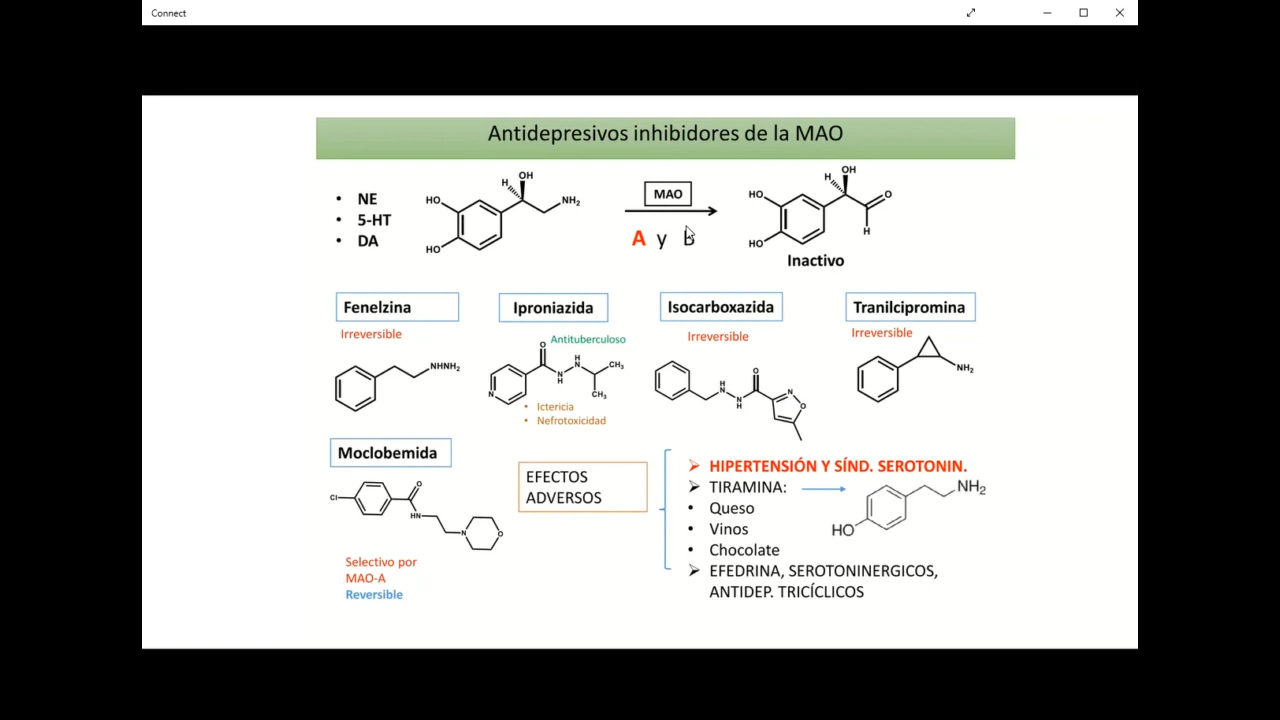 Connect
Antidepresivos inhibidores de la MAO
• NE
• 5-HT
• DA
HO
HO
H
OH
NH₂
MAO
A y B
HO
HO
H
OH
O
H
Inactivo
Fenelzina
Irreversible
NHNH₂
Iproniazida
Antituberculoso
O
N
N
H
H
N
CH₃
CH₃
• Ictericia
• Nefrotoxicidad
Isocarboxazida
Irreversible
H
N
N
H
O
N
O
Tranilcipromina
Irreversible
NH₂
Moclobemida
Cl
O
HN
N
O
Selectivo por
MAO-A
Reversible
EFECTOS
ADVERSOS
➢ HIPERTENSIÓN Y SÍND. SEROTONIN.
➢ TIRAMINA:
• Queso
• Vinos
• Chocolate
➢ EFEDRINA, SEROTONINERGICOS,
ANTIDEP. TRICÍCLICOS
NH₂
HO